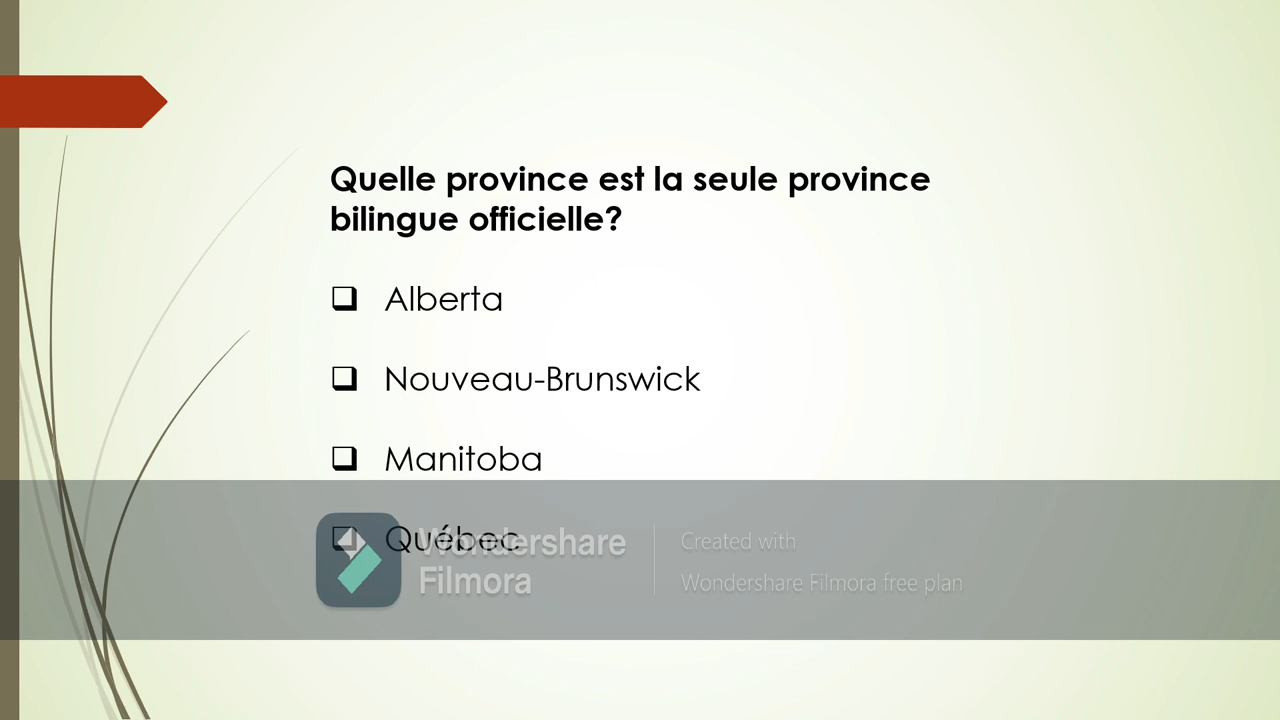 Quelle province est la seule province
bilingue officielle?
❑ Alberta
❑ Nouveau-Brunswick
❑ Manitoba
❑ Québec
Wondershare
Filmora
Created with
Wondershare Filmora free plan